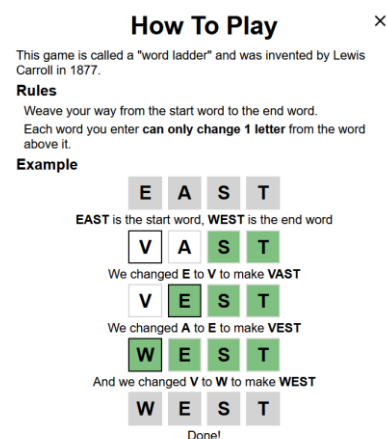 How To Play
×
This game is called a "word ladder" and was invented by Lewis
Carroll in 1877.
Rules
Weave your way from the start word to the end word.
Each word you enter can only change 1 letter from the word
above it.
Example
E A S T
EAST is the start word, WEST is the end word
V A S T
We changed E to V to make VAST
V E S T
We changed A to E to make VEST
W E S T
And we changed V to W to make WEST
W E S T
Done!